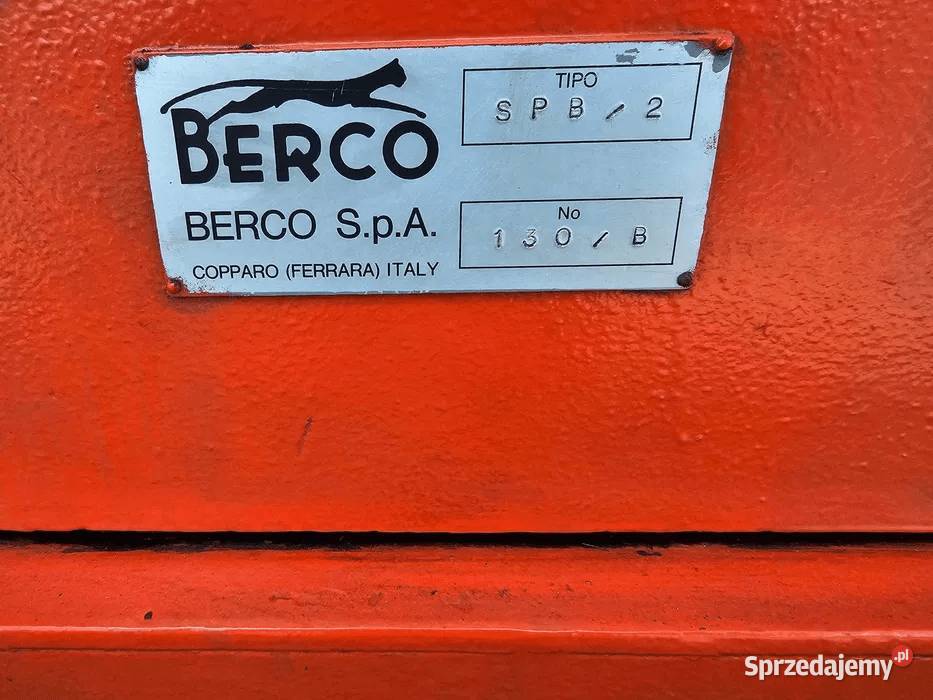 BERCO
BERCO S.p.A.
COPPARO (FERRARA) ITALY
TIPO
SPB/2
No
130/B
Sprzedajemy.pl